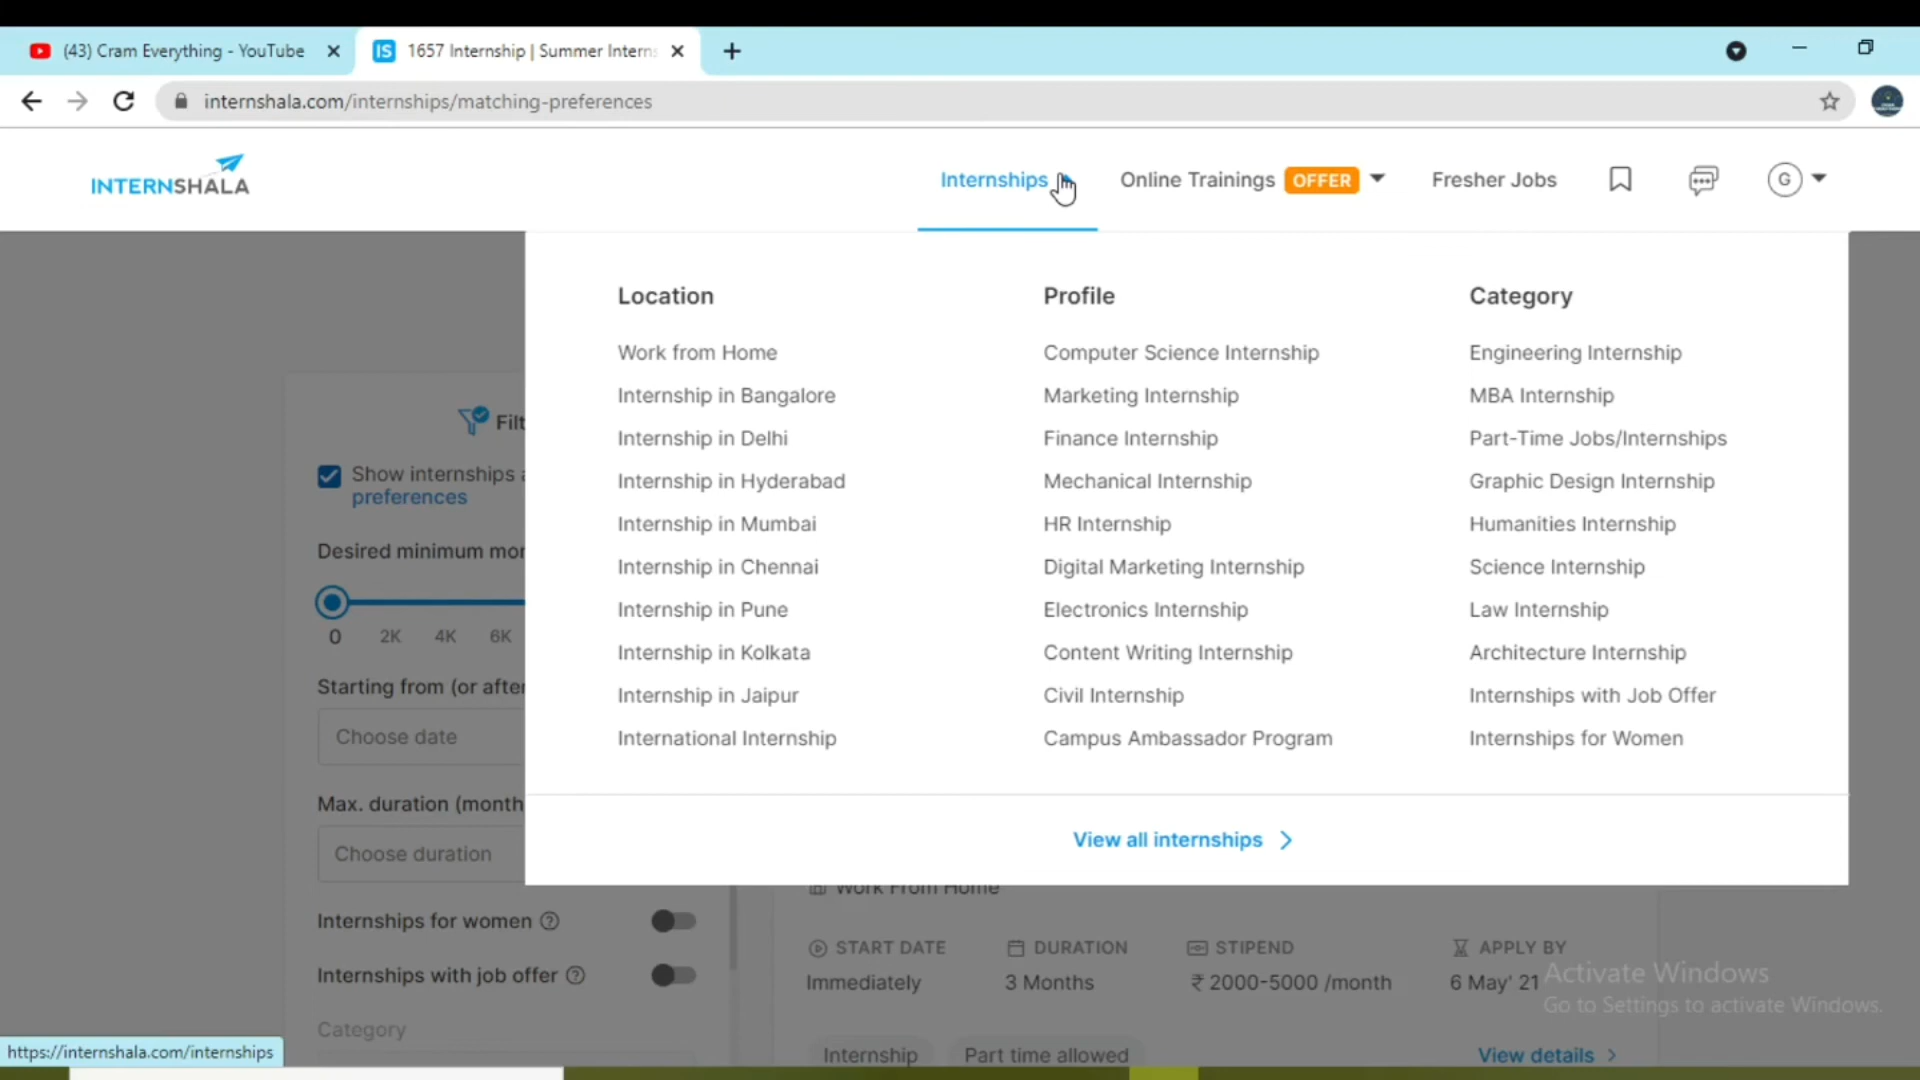 (43) Cram Everything - YouTube
IS 1657 Internship | Summer Interns
internshala.com/internships/matching-preferences
INTERNSHALA
Internships
Online Trainings OFFER
Fresher Jobs
G
Location
Work from Home
Internship in Bangalore
Internship in Delhi
Internship in Hyderabad
Internship in Mumbai
Internship in Chennai
Internship in Pune
Internship in Kolkata
Internship in Jaipur
International Internship
Profile
Computer Science Internship
Marketing Internship
Finance Internship
Mechanical Internship
HR Internship
Digital Marketing Internship
Electronics Internship
Content Writing Internship
Civil Internship
Campus Ambassador Program
Category
Engineering Internship
MBA Internship
Part-Time Jobs/Internships
Graphic Design Internship
Humanities Internship
Science Internship
Law Internship
Architecture Internship
Internships with Job Offer
Internships for Women
View all internships
Filt
Show internships a
preferences
Desired minimum mon
0 2K 4K 6K
Starting from (or after
Choose date
Max. duration (month
Choose duration
Internships for women ?
Internships with job offer ?
Category
Work From Home
START DATE
Immediately
DURATION
3 Months
STIPEND
₹ 2000-5000 /month
APPLY BY
6 May' 21
Internship
Part time allowed
View details
Activate Windows
Go to Settings to activate Windows.
https://internshala.com/internships